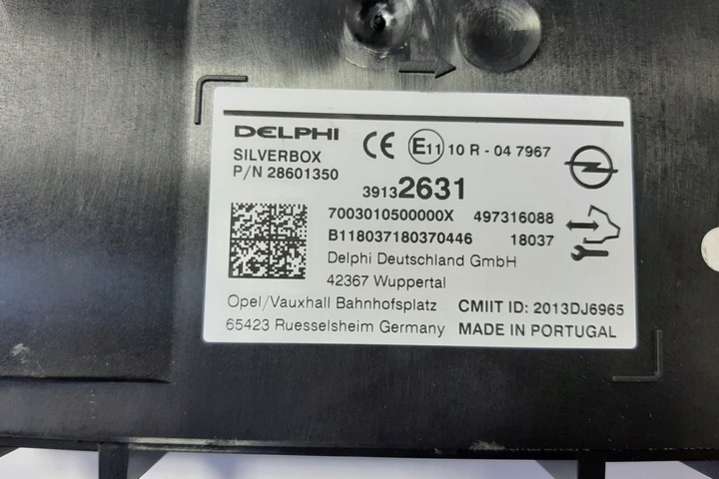 DELPHI CE E11 10 R - 04 7967
SILVERBOX
P/N 28601350
39132631
7003010500000X 497316088
B118037180370446 18037
Delphi Deutschland GmbH
42367 Wuppertal
Opel/Vauxhall Bahnhofsplatz CMIIT ID: 2013DJ6965
65423 Ruesselsheim Germany MADE IN PORTUGAL